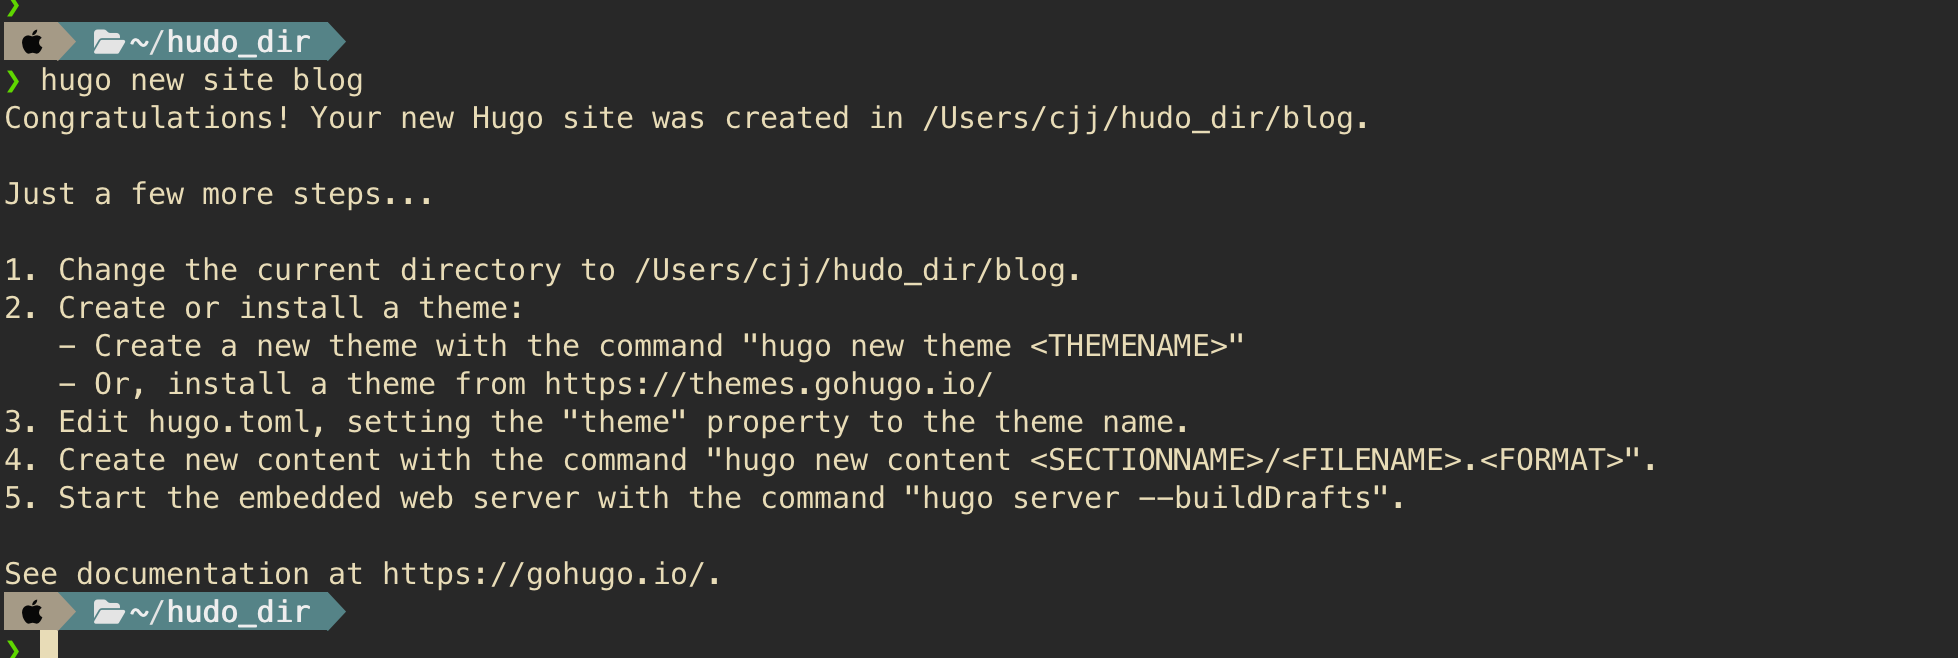 ❯
~/hudo_dir
❯ hugo new site blog
Congratulations! Your new Hugo site was created in /Users/cjj/hudo_dir/blog.

Just a few more steps...

1. Change the current directory to /Users/cjj/hudo_dir/blog.
2. Create or install a theme:
   - Create a new theme with the command "hugo new theme <THEMENAME>"
   - Or, install a theme from https://themes.gohugo.io/
3. Edit hugo.toml, setting the "theme" property to the theme name.
4. Create new content with the command "hugo new content <SECTIONNAME>/<FILENAME>.<FORMAT>".
5. Start the embedded web server with the command "hugo server --buildDrafts".

See documentation at https://gohugo.io/.
~/hudo_dir
❯